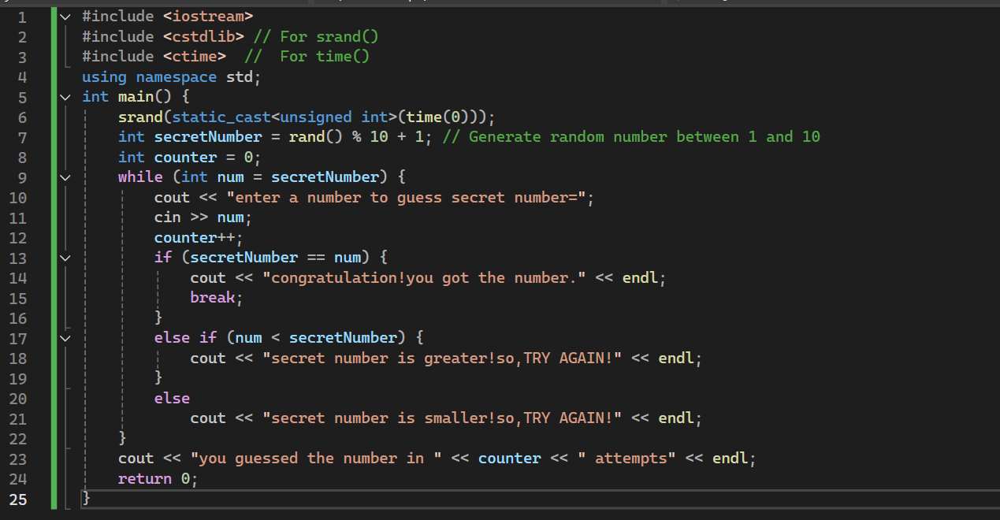 1 #include <iostream>
2 #include <cstdlib> // For srand()
3 #include <ctime>  //  For time()
4 using namespace std;
5 int main() {
6     srand(static_cast<unsigned int>(time(0)));
7     int secretNumber = rand() % 10 + 1; // Generate random number between 1 and 10
8     int counter = 0;
9     while (int num = secretNumber) {
10         cout << "enter a number to guess secret number=";
11         cin >> num;
12         counter++;
13         if (secretNumber == num) {
14             cout << "congratulation!you got the number." << endl;
15             break;
16         }
17         else if (num < secretNumber) {
18             cout << "secret number is greater!so,TRY AGAIN!" << endl;
19         }
20         else
21             cout << "secret number is smaller!so,TRY AGAIN!" << endl;
22     }
23     cout << "you guessed the number in " << counter << " attempts" << endl;
24     return 0;
25 }